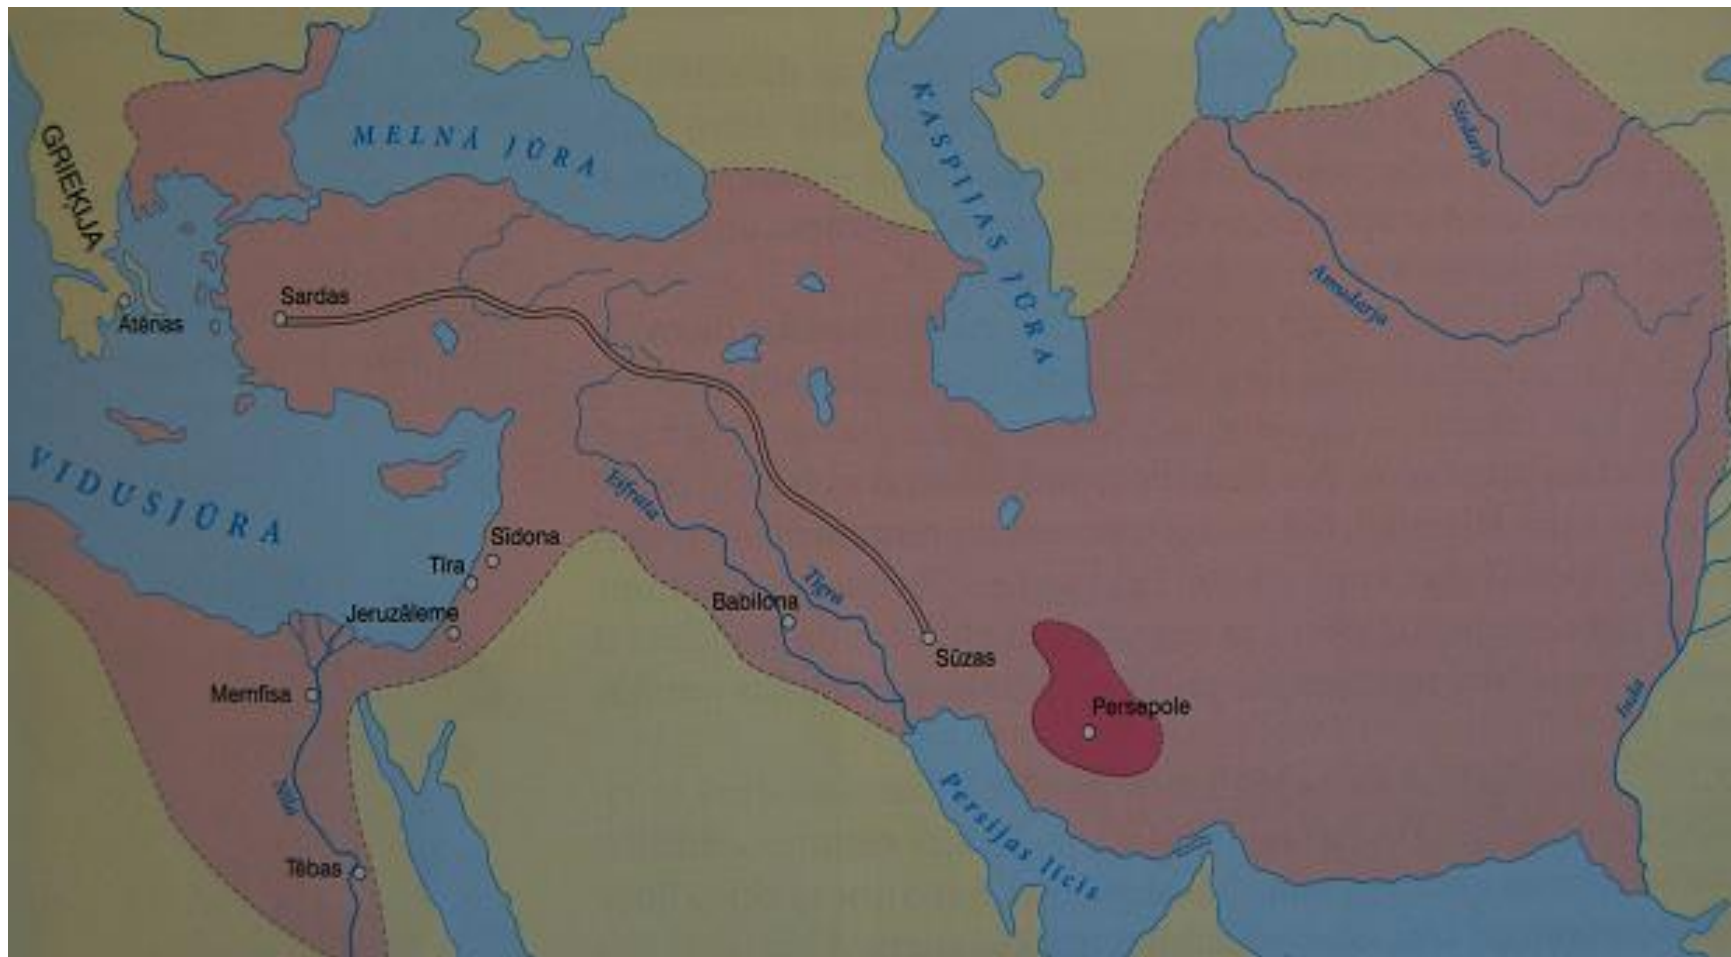 GRIEĶIJA
MELNĀ JŪRA
KASPIJAS JŪRA
Sirdarja
Amudarja
Sardas
Atēnas
VIDUSJŪRA
Eifrata
Sīdona
Tīra
Jeruzāleme
Babilona
Tigra
Sūzas
Memfisa
Persepole
Inda
Nīla
Persijas līcis
Tēbas